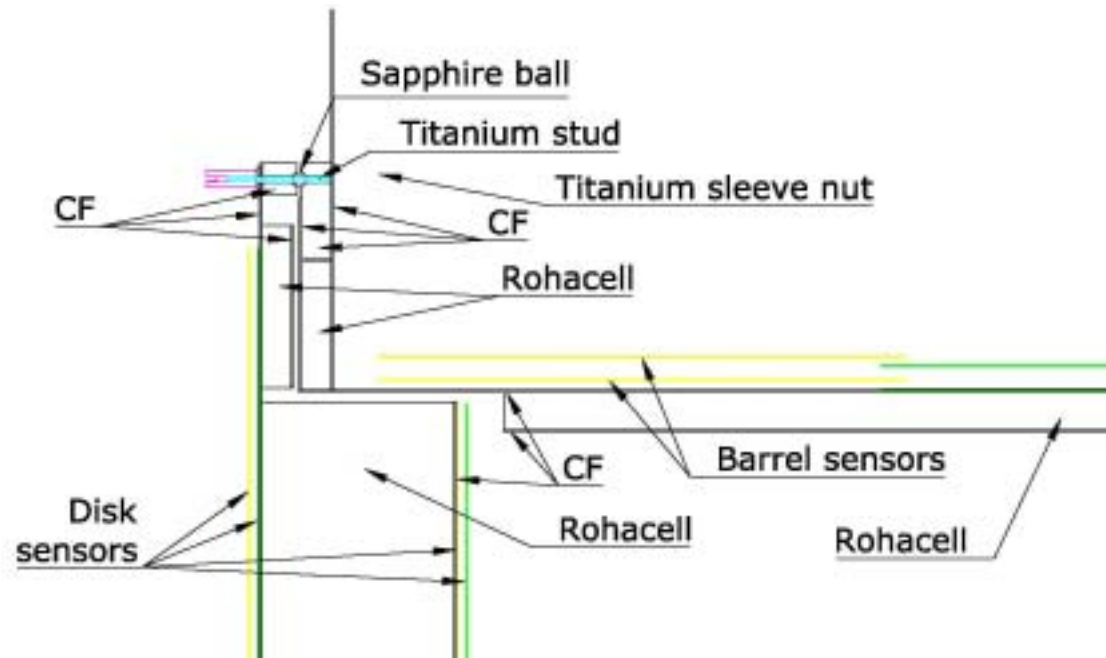 Sapphire ball
Titanium stud
Titanium sleeve nut
CF
CF
Rohacell
Barrel sensors
CF
Disk
sensors
Rohacell
Rohacell